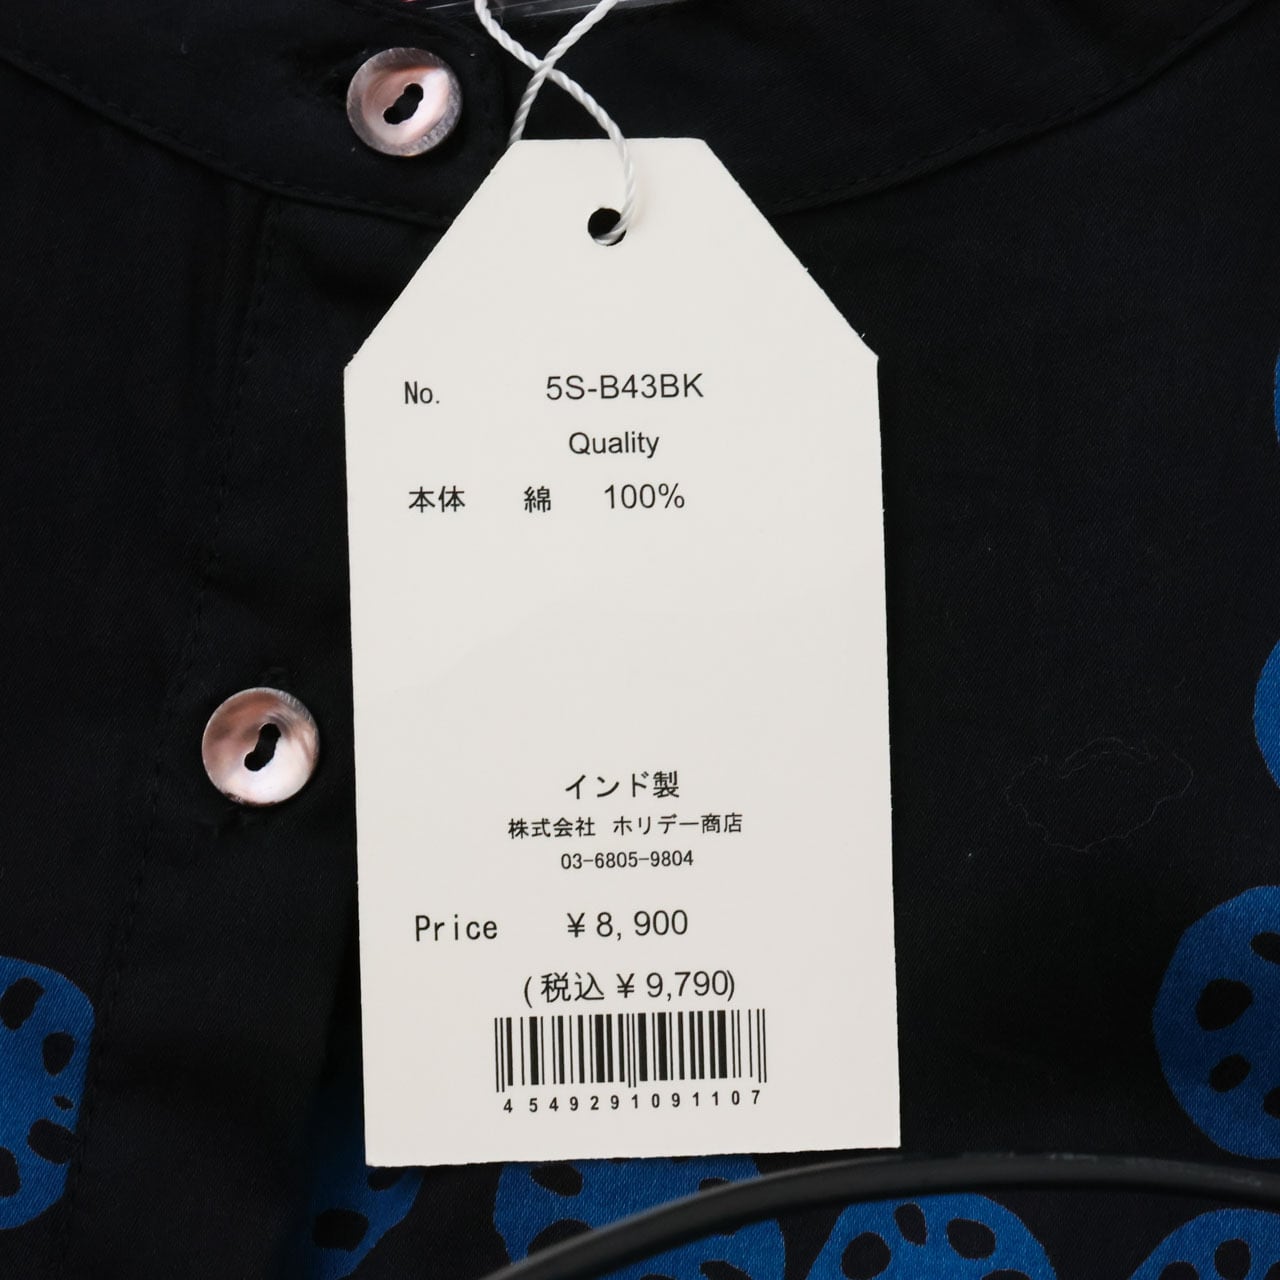 No. 5S-B43BK
Quality
本体 綿 100%
インド製
株式会社 ホリデー商店
03-6805-9804
Price ¥8,900
(税込¥9,790)
4549291091107